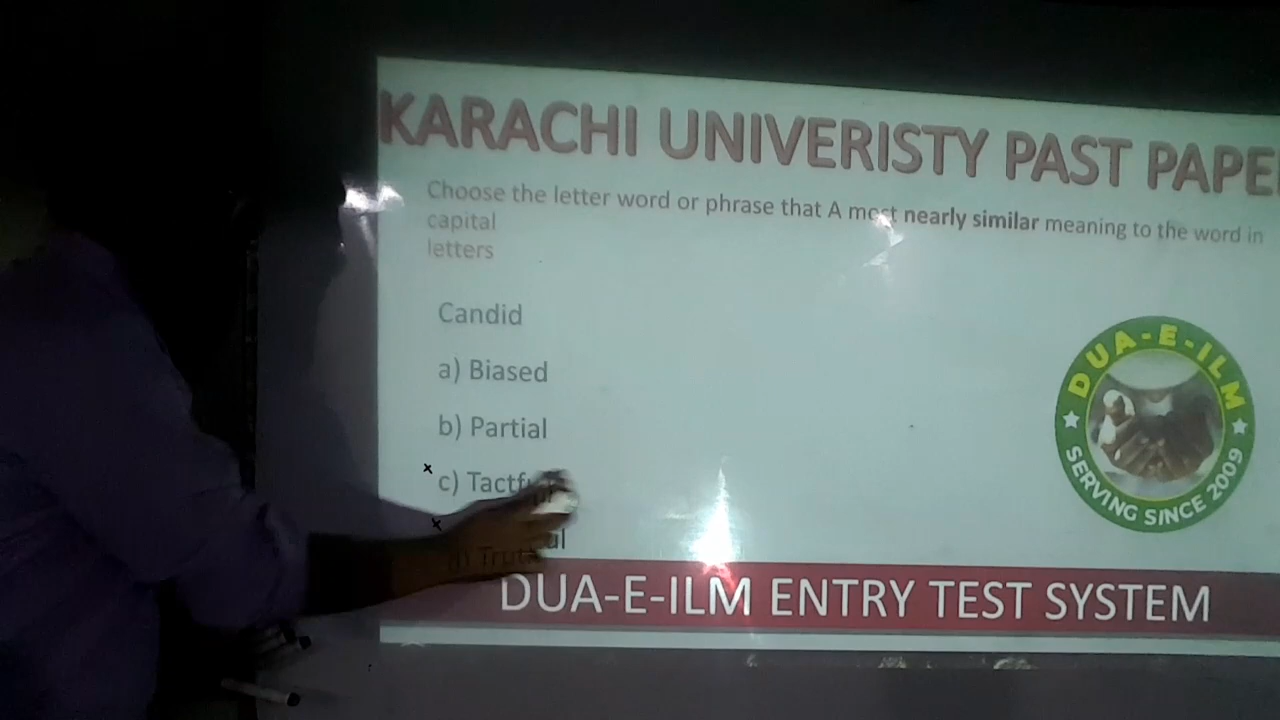 KARACHI UNIVERISTY PAST PAPE
Choose the letter word or phrase that A most nearly similar meaning to the word in
capital
letters
Candid
a) Biased
b) Partial
x c) Tactful
x
DUA-E-ILM
SERVING SINCE 2009
DUA-E-ILM ENTRY TEST SYSTEM